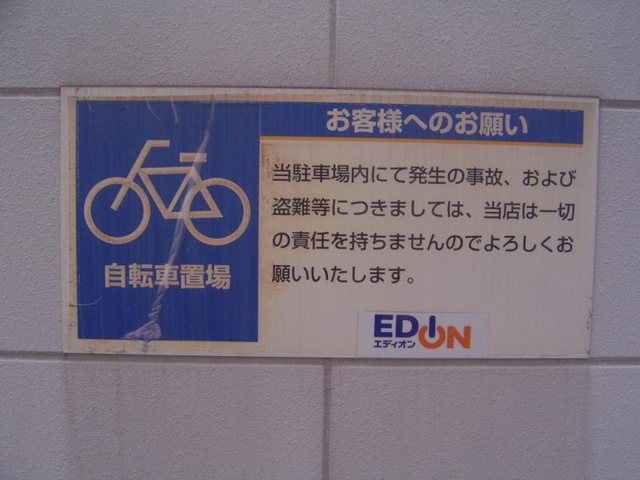 自転車置場
お客様へのお願い
当駐車場内にて発生の事故、および
盗難等につきましては、当店は一切
の責任を持ちませんのでよろしくお
願いいたします。
EDION
エディオン